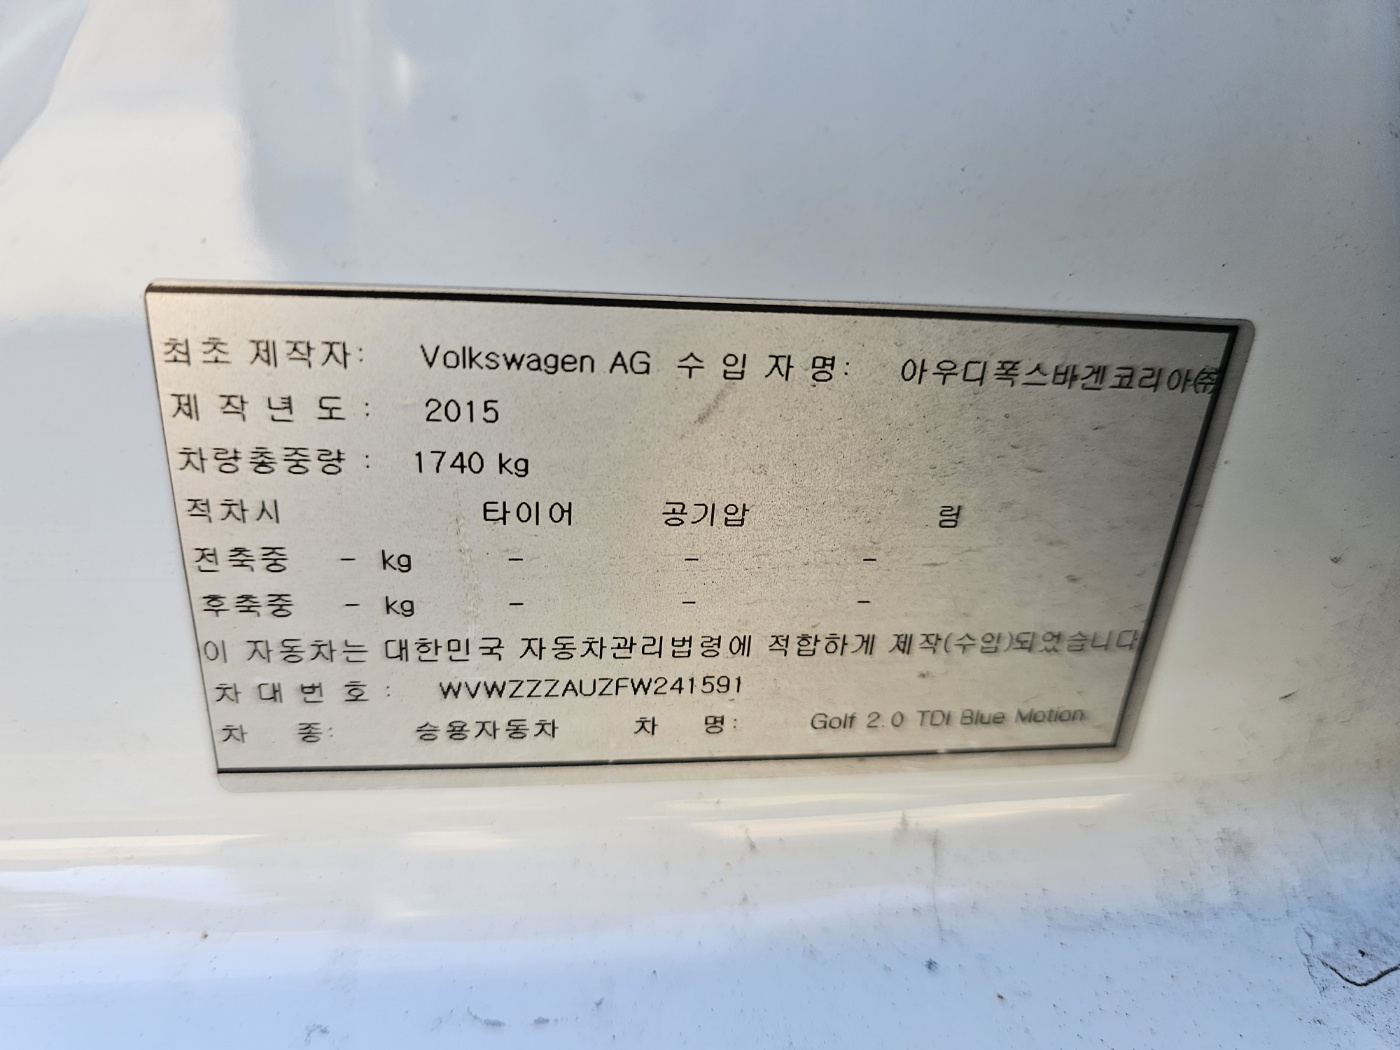 최초 제작자: Volkswagen AG 수 입 자 명: 아우디폭스바겐코리아㈜
제 작 년 도 : 2015
차량총중량 : 1740 kg
적차시 타이어 공기압 림
전축중 - kg - - -
후축중 - kg - - -
이 자동차는 대한민국 자동차관리법령에 적합하게 제작(수입)되었습니다
차 대 번 호 : WVWZZZAUZFW241591
차 종: 승용자동차 차 명: Golf 2.0 TDI Blue Motion